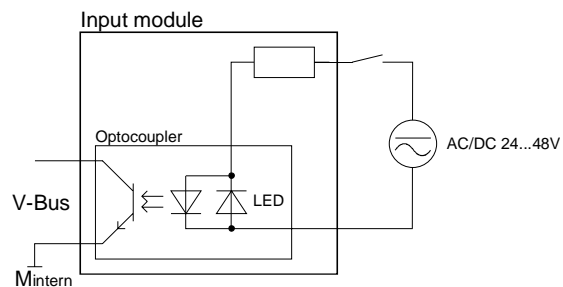 Input module
Optocoupler
AC/DC 24...48V
V-Bus
LED
Mintern